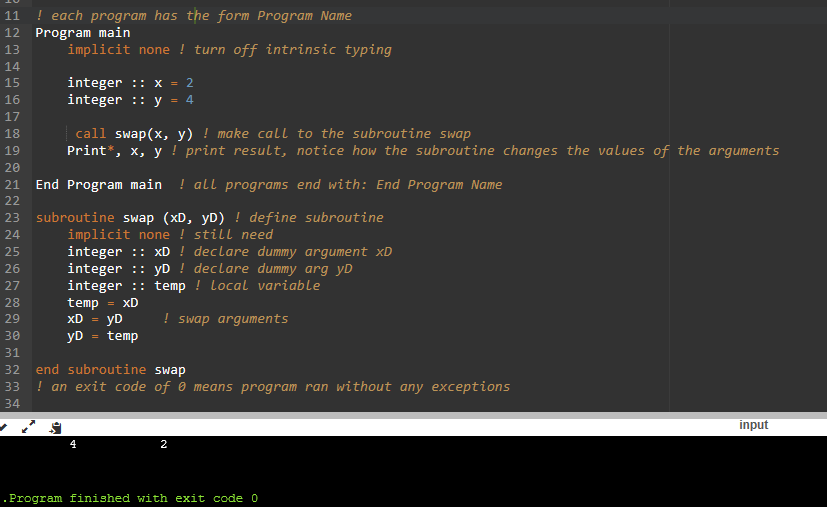 11 ! each program has the form Program Name
12 Program main
13 implicit none ! turn off intrinsic typing
14
15 integer :: x = 2
16 integer :: y = 4
17
18 call swap(x, y) ! make call to the subroutine swap
19 Print*, x, y ! print result, notice how the subroutine changes the values of the arguments
20
21 End Program main ! all programs end with: End Program Name
22
23 subroutine swap (xD, yD) ! define subroutine
24 implicit none ! still need
25 integer :: xD ! declare dummy argument xD
26 integer :: yD ! declare dummy arg yD
27 integer :: temp ! local variable
28 temp = xD
29 xD = yD ! swap arguments
30 yD = temp
31
32 end subroutine swap
33 ! an exit code of 0 means program ran without any exceptions
34
input
4 2
.Program finished with exit code 0